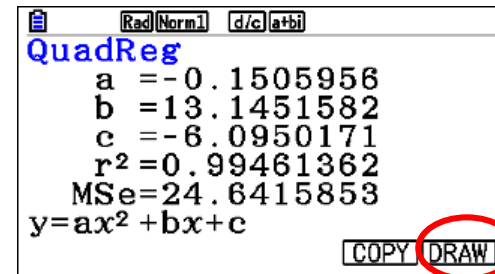 Rad Norm1 d/c a+bi
QuadReg
a =-0.1505956
b =13.1451582
c =-6.0950171
r²=0.99461362
MSe=24.6415853
y=ax²+bx+c
COPY DRAW